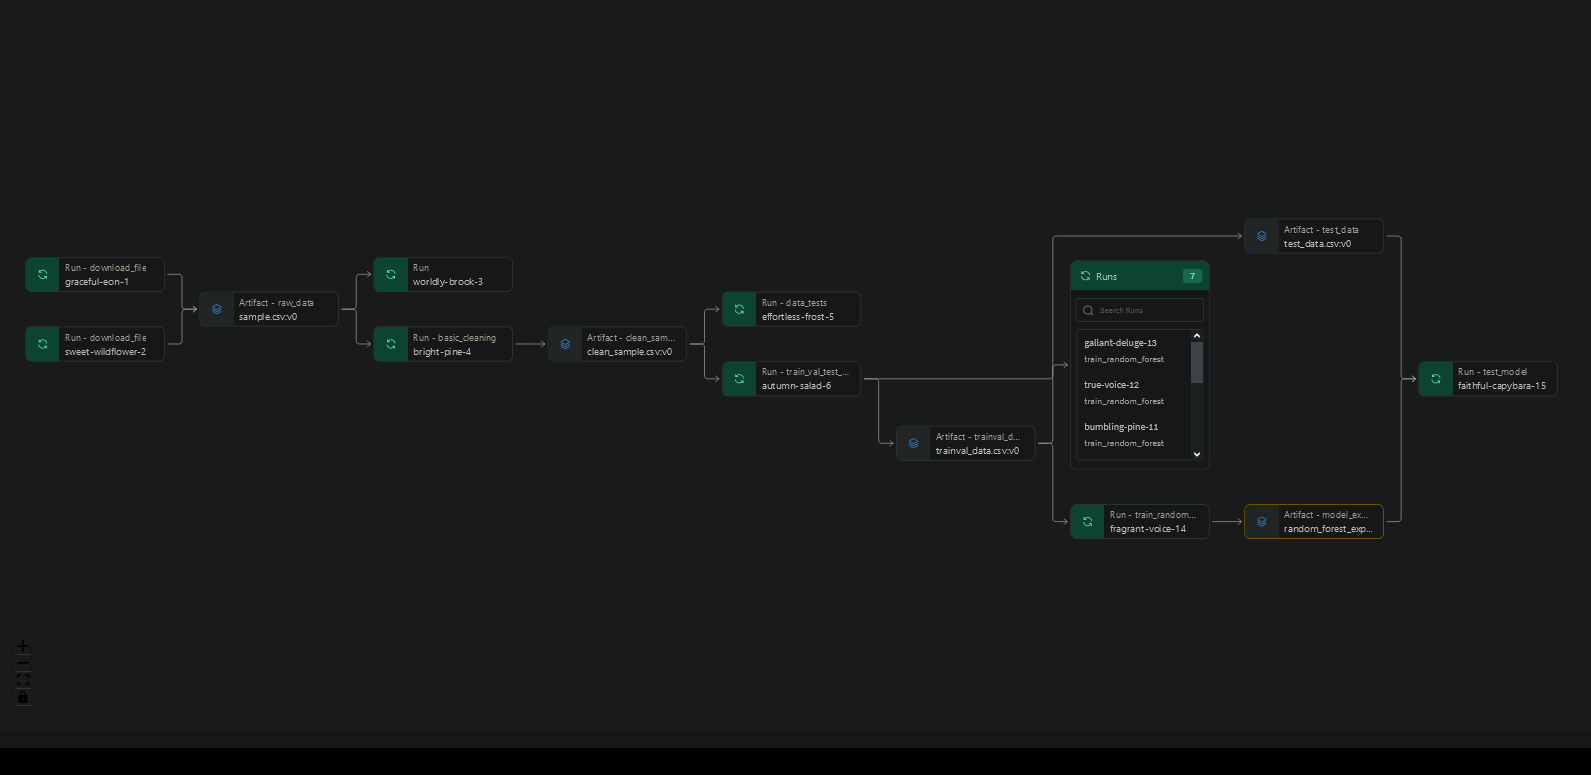 Run - download_file
graceful-eon-1
Run - download_file
sweet-wildflower-2
Artifact - raw_data
sample.csv:v0
Run
worldly-brook-3
Run - basic_cleaning
bright-pine-4
Artifact - clean_sam...
clean_sample.csv:v0
Run - data_tests
effortless-frost-5
Run - train_val_test_...
autumn-salad-6
Artifact - trainval_d...
trainval_data.csv:v0
Runs 7
Search Runs
gallant-deluge-13
train_random_forest
true-voice-12
train_random_forest
bumbling-pine-11
train_random_forest
Run - train_random...
fragrant-voice-14
Artifact - test_data
test_data.csv:v0
Artifact - model_ex...
random_forest_exp...
Run - test_model
faithful-capybara-15